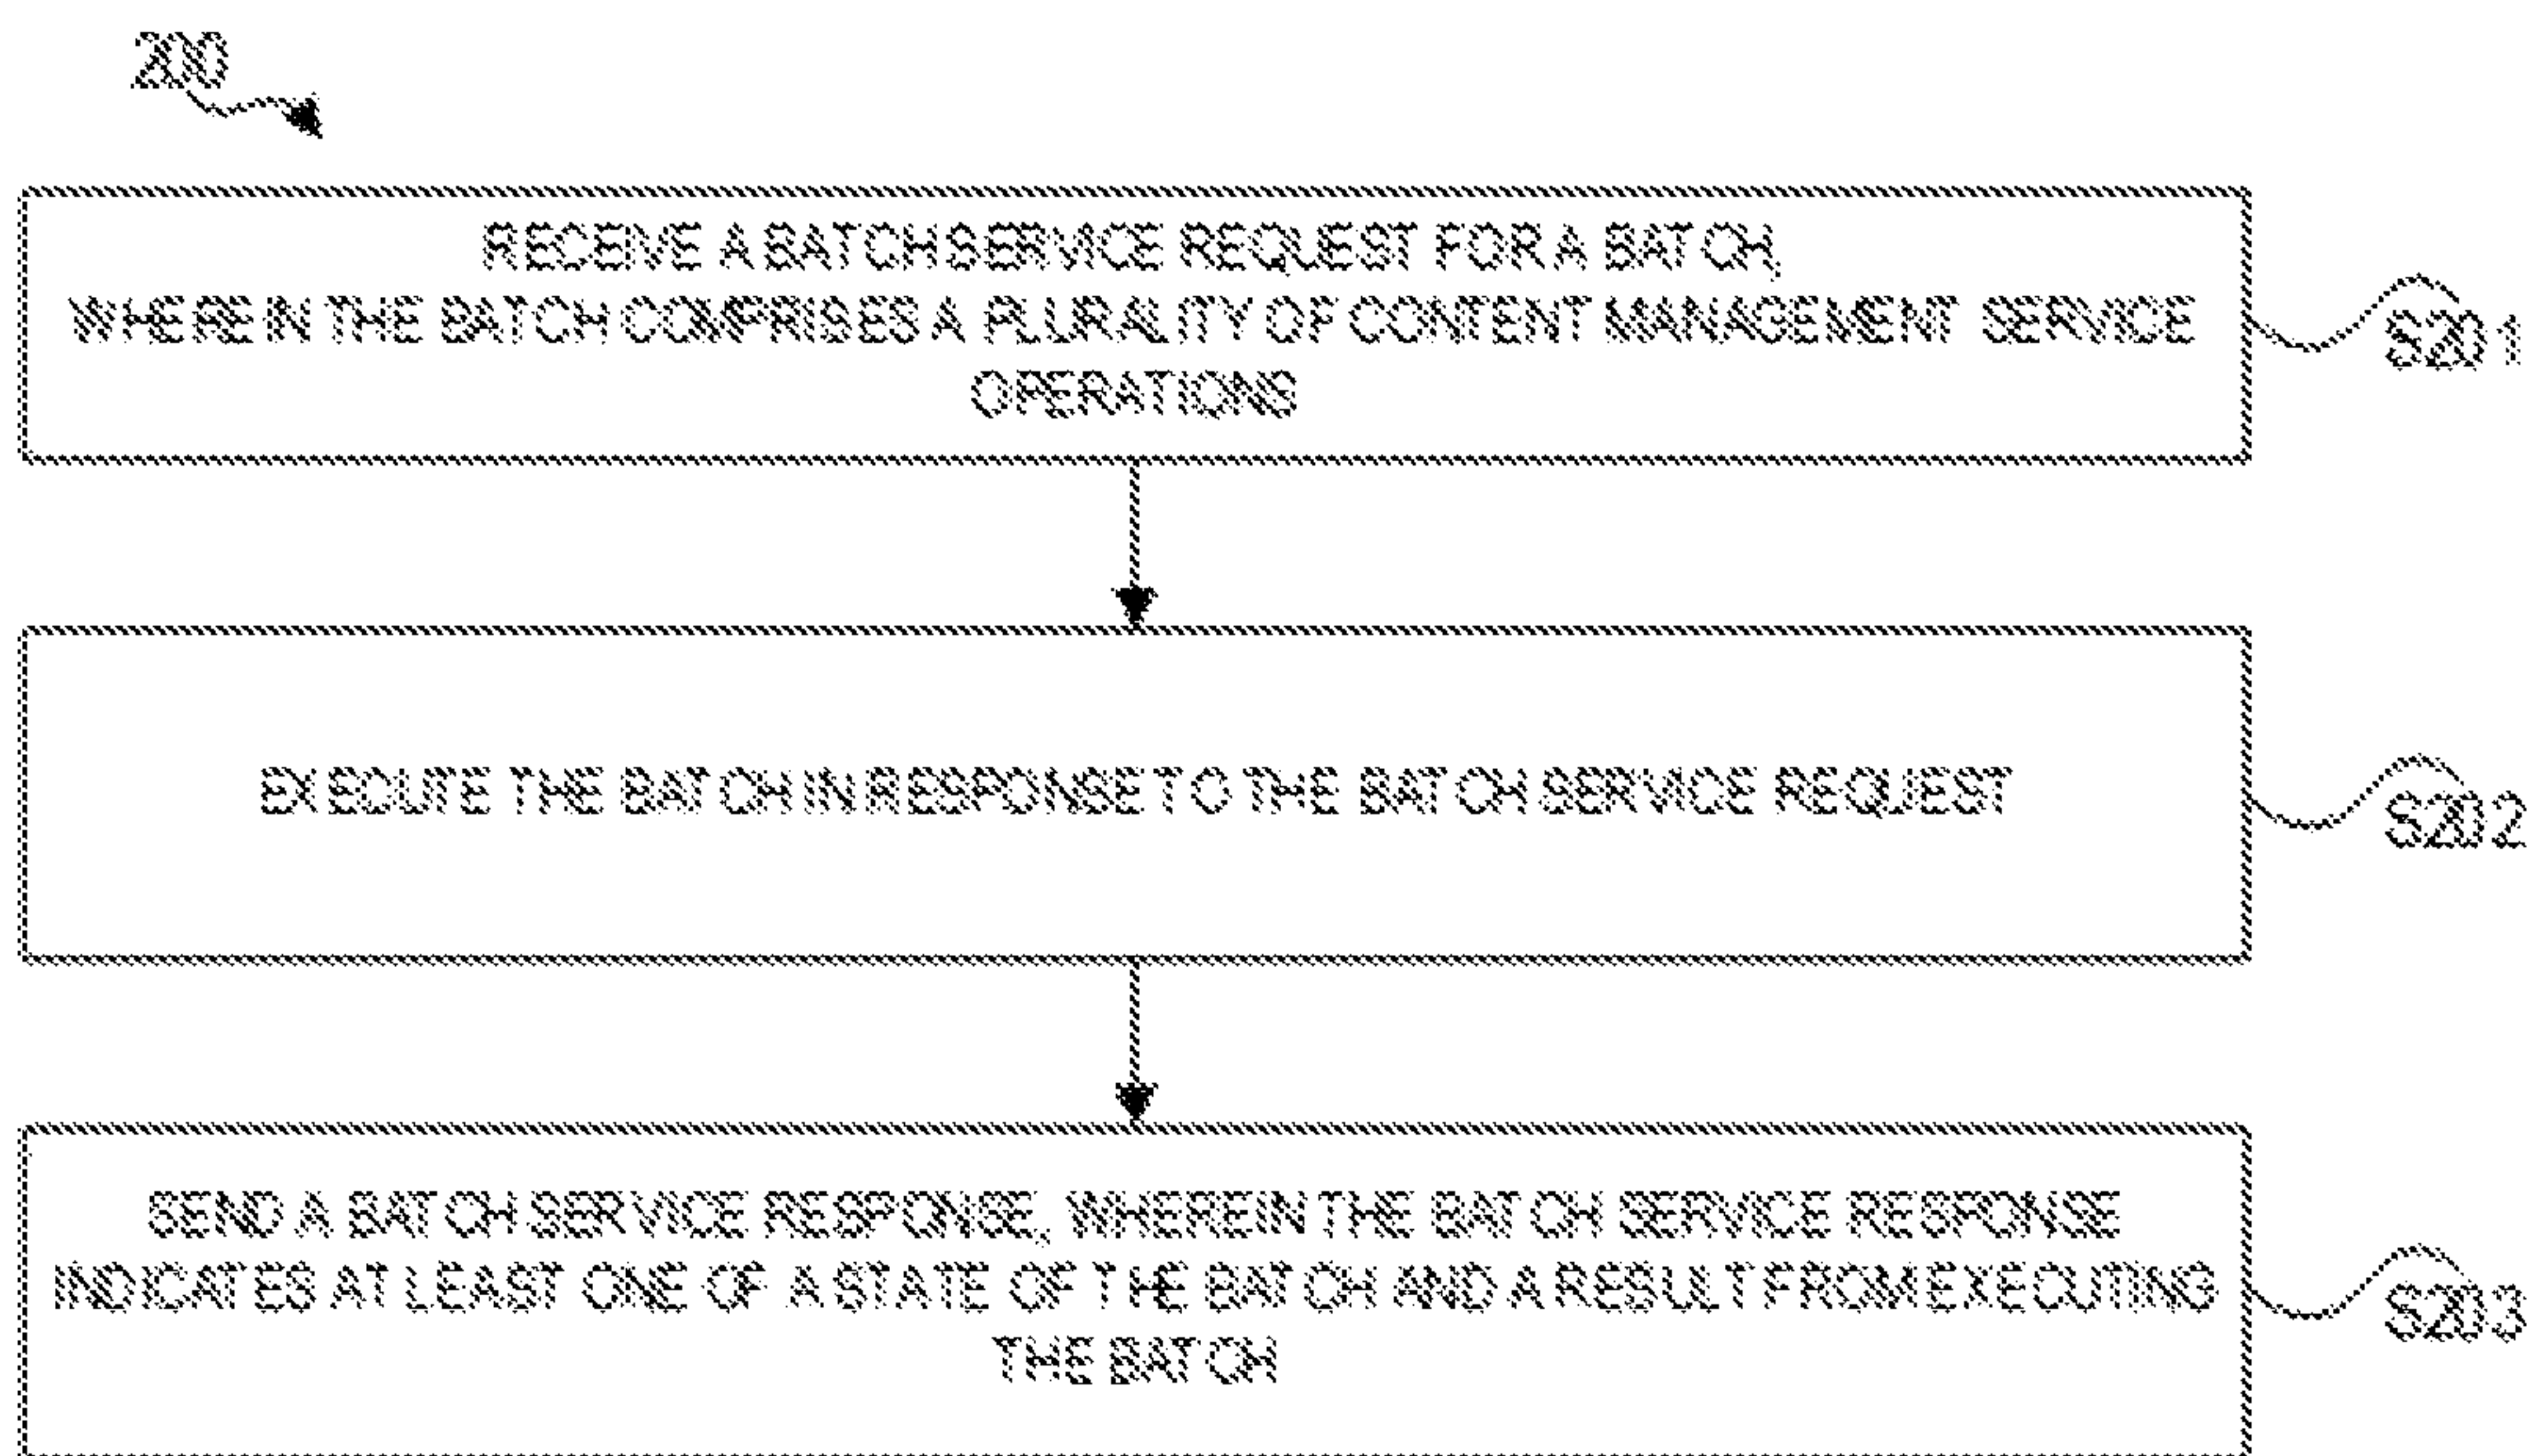 200
RECEIVE A BATCH SERVICE REQUEST FOR A BATCH,
WHEREIN THE BATCH COMPRISES A PLURALITY OF CONTENT MANAGEMENT SERVICE
OPERATIONS
S201
EXECUTE THE BATCH IN RESPONSE TO THE BATCH SERVICE REQUEST
S202
SEND A BATCH SERVICE RESPONSE, WHEREIN THE BATCH SERVICE RESPONSE
INDICATES AT LEAST ONE OF A STATE OF THE BATCH AND A RESULT FROM EXECUTING
THE BATCH
S203